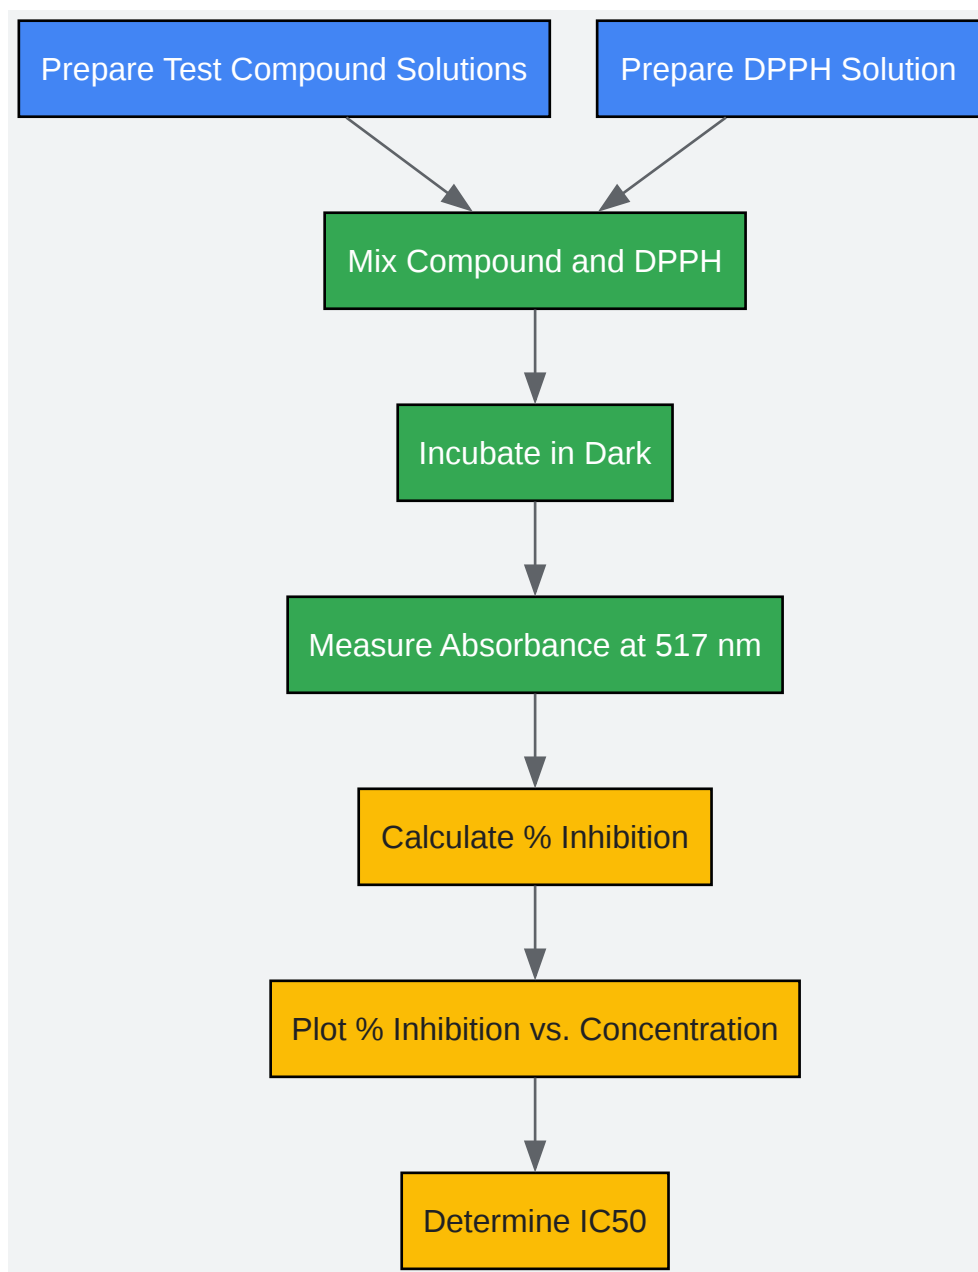 Prepare Test Compound Solutions
Prepare DPPH Solution
Mix Compound and DPPH
Incubate in Dark
Measure Absorbance at 517 nm
Calculate % Inhibition
Plot % Inhibition vs. Concentration
Determine IC50